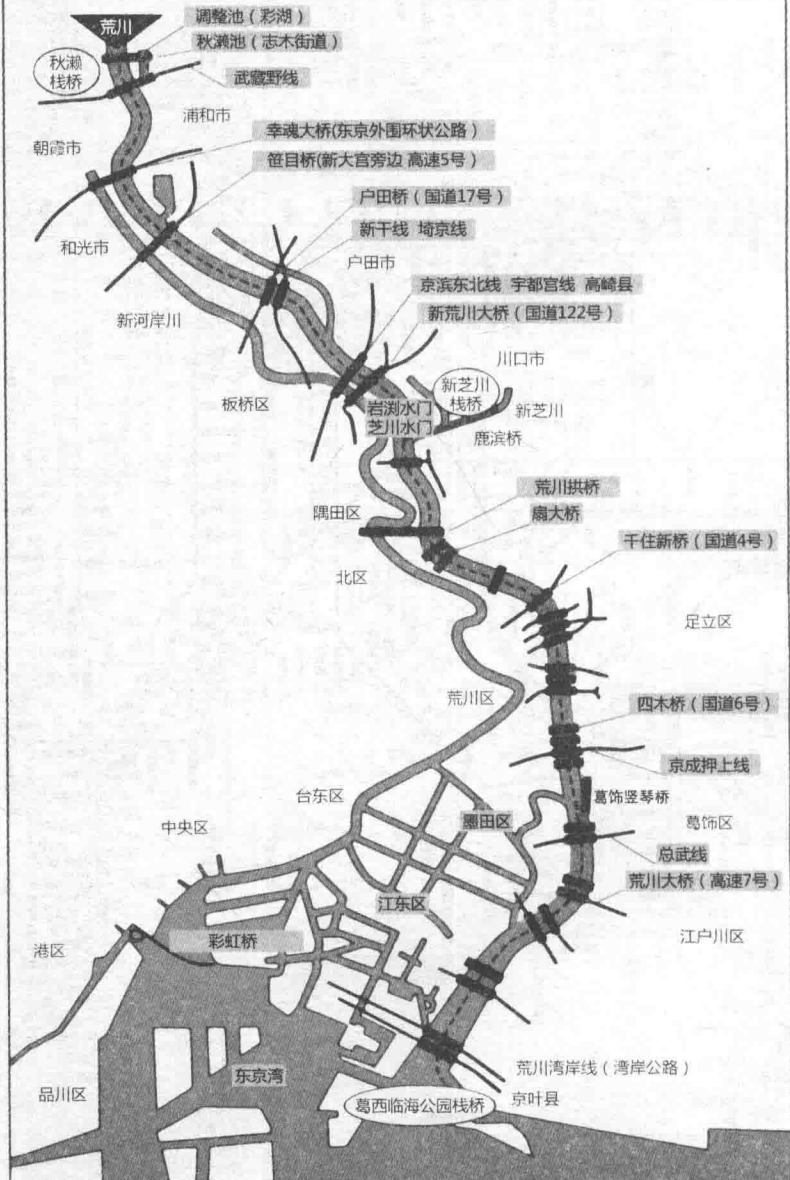 荒川
调整池（彩湖）
秋濑池（志木街道）
秋濑
栈桥
武藏野线
浦和市
朝霞市
幸魂大桥(东京外围环状公路)
笹目桥(新大宫旁边 高速5号)
户田桥（国道17号）
和光市
新干线 埼京线
户田市
京滨东北线 宇都宫线 高崎县
新河岸川
新荒川大桥（国道122号）
川口市
新芝川
栈桥
板桥区
岩渕水门
芝川水门
新芝川
鹿滨桥
荒川拱桥
隅田区
扇大桥
千住新桥（国道4号）
北区
足立区
荒川区
四木桥（国道6号）
京成押上线
台东区
葛饰竖琴桥
中央区
墨田区
葛饰区
总武线
荒川大桥（高速7号）
江东区
港区
彩虹桥
江户川区
荒川湾岸线（湾岸公路）
东京湾
品川区
葛西临海公园栈桥
京叶县